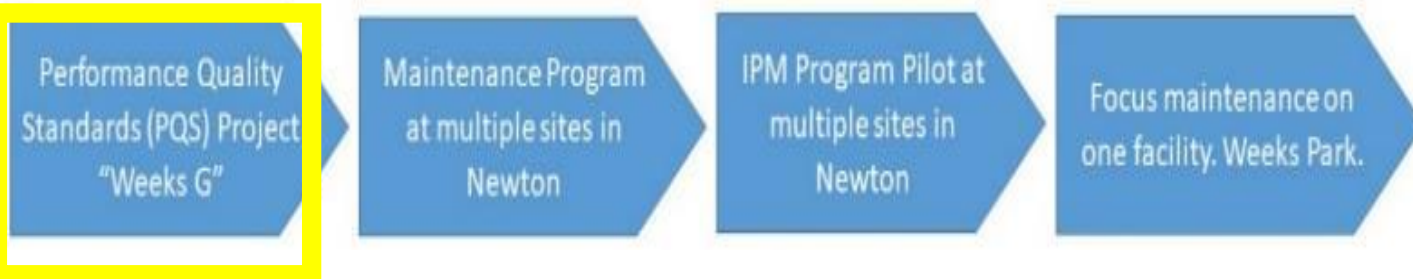 Performance Quality
Standards (PQS) Project
"Weeks G"
Maintenance Program
at multiple sites in
Newton
IPM Program Pilot at
multiple sites in
Newton
Focus maintenance on
one facility. Weeks Park.